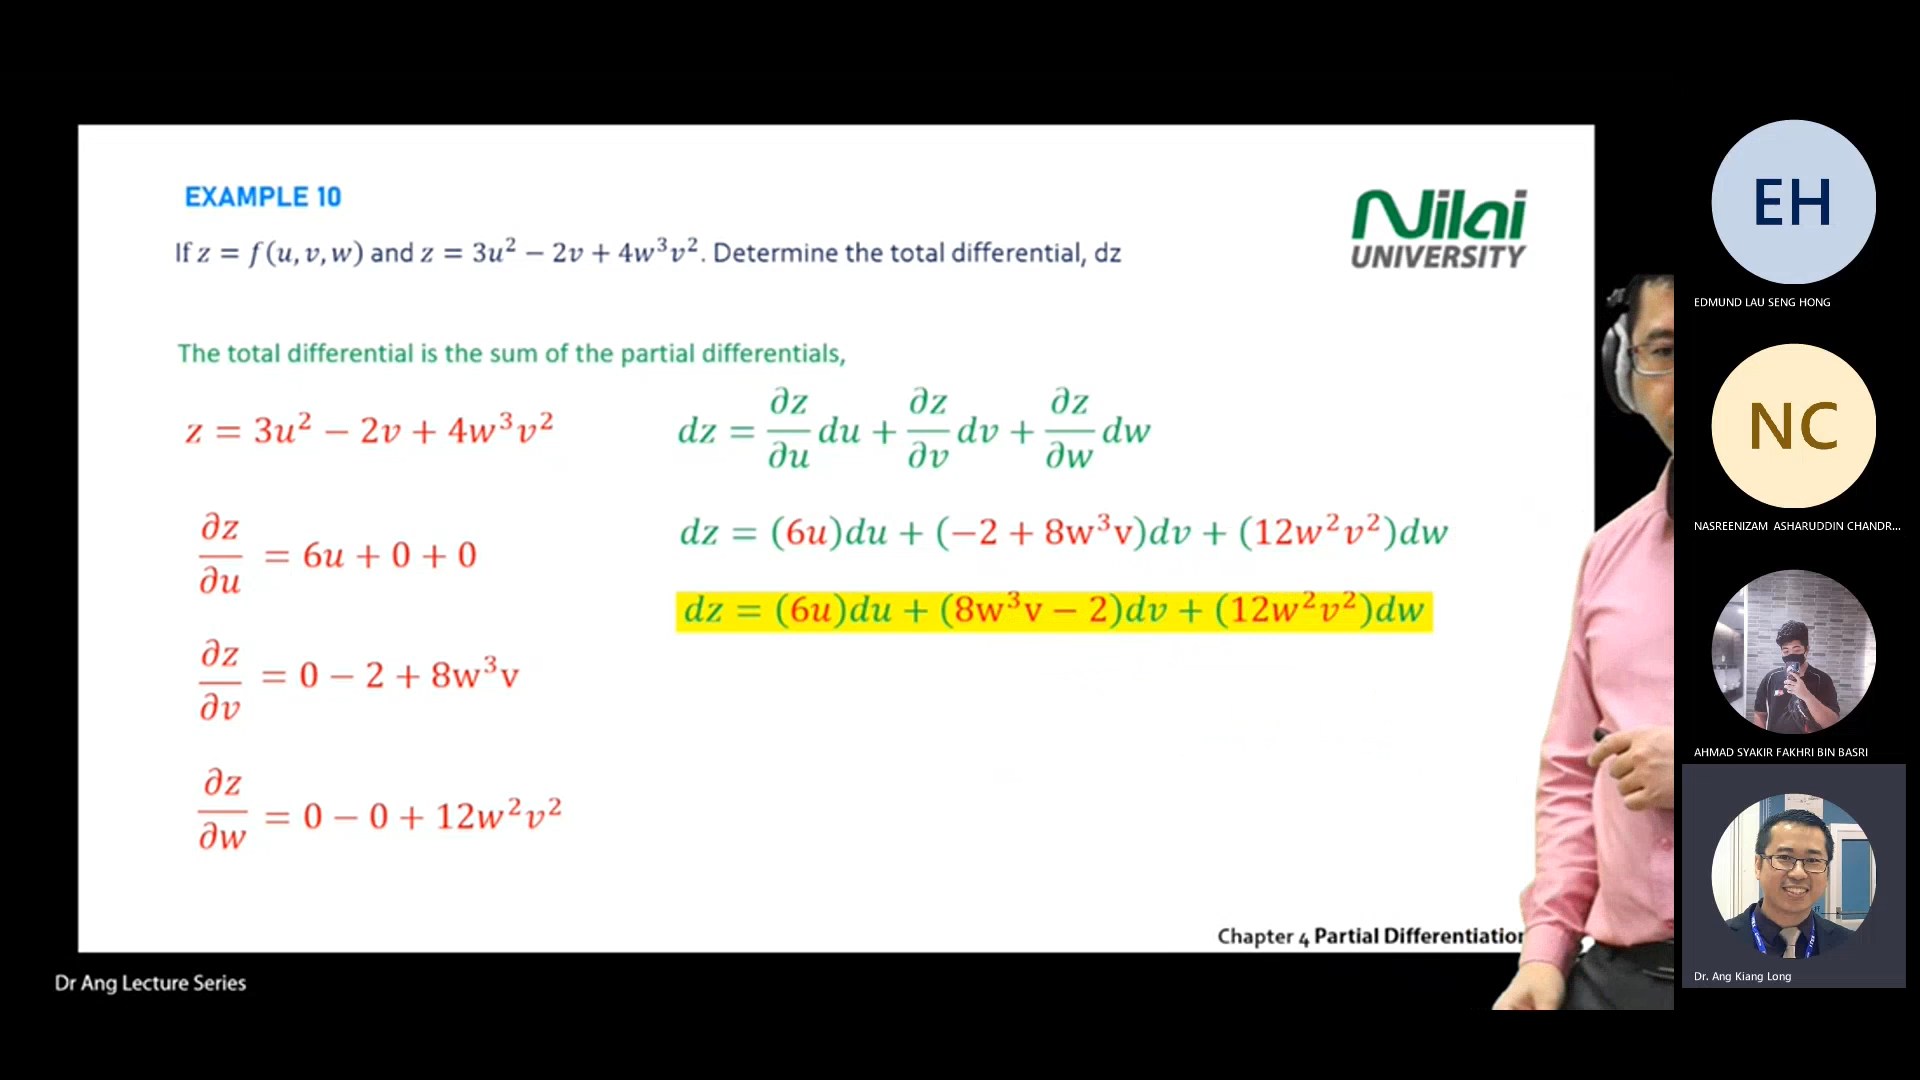 EXAMPLE 10
If z = f(u, v, w) and z = 3u² − 2v + 4w³v². Determine the total differential, dz
Nilai
UNIVERSITY
The total differential is the sum of the partial differentials,
z = 3u² − 2v + 4w³v²
dz = ∂z/∂u du + ∂z/∂v dv + ∂z/∂w dw
∂z/∂u = 6u + 0 + 0
dz = (6u)du + (−2 + 8w³v)dv + (12w²v²)dw
dz = (6u)du + (8w³v − 2)dv + (12w²v²)dw
∂z/∂v = 0 − 2 + 8w³v
∂z/∂w = 0 − 0 + 12w²v²
Chapter 4 Partial Differentiation
Dr Ang Lecture Series
EH
EDMUND LAU SENG HONG
NC
NASREENIZAM ASHARUDDIN CHANDR...
AHMAD SYAKIR FAKHRI BIN BASRI
Dr. Ang Kiang Long